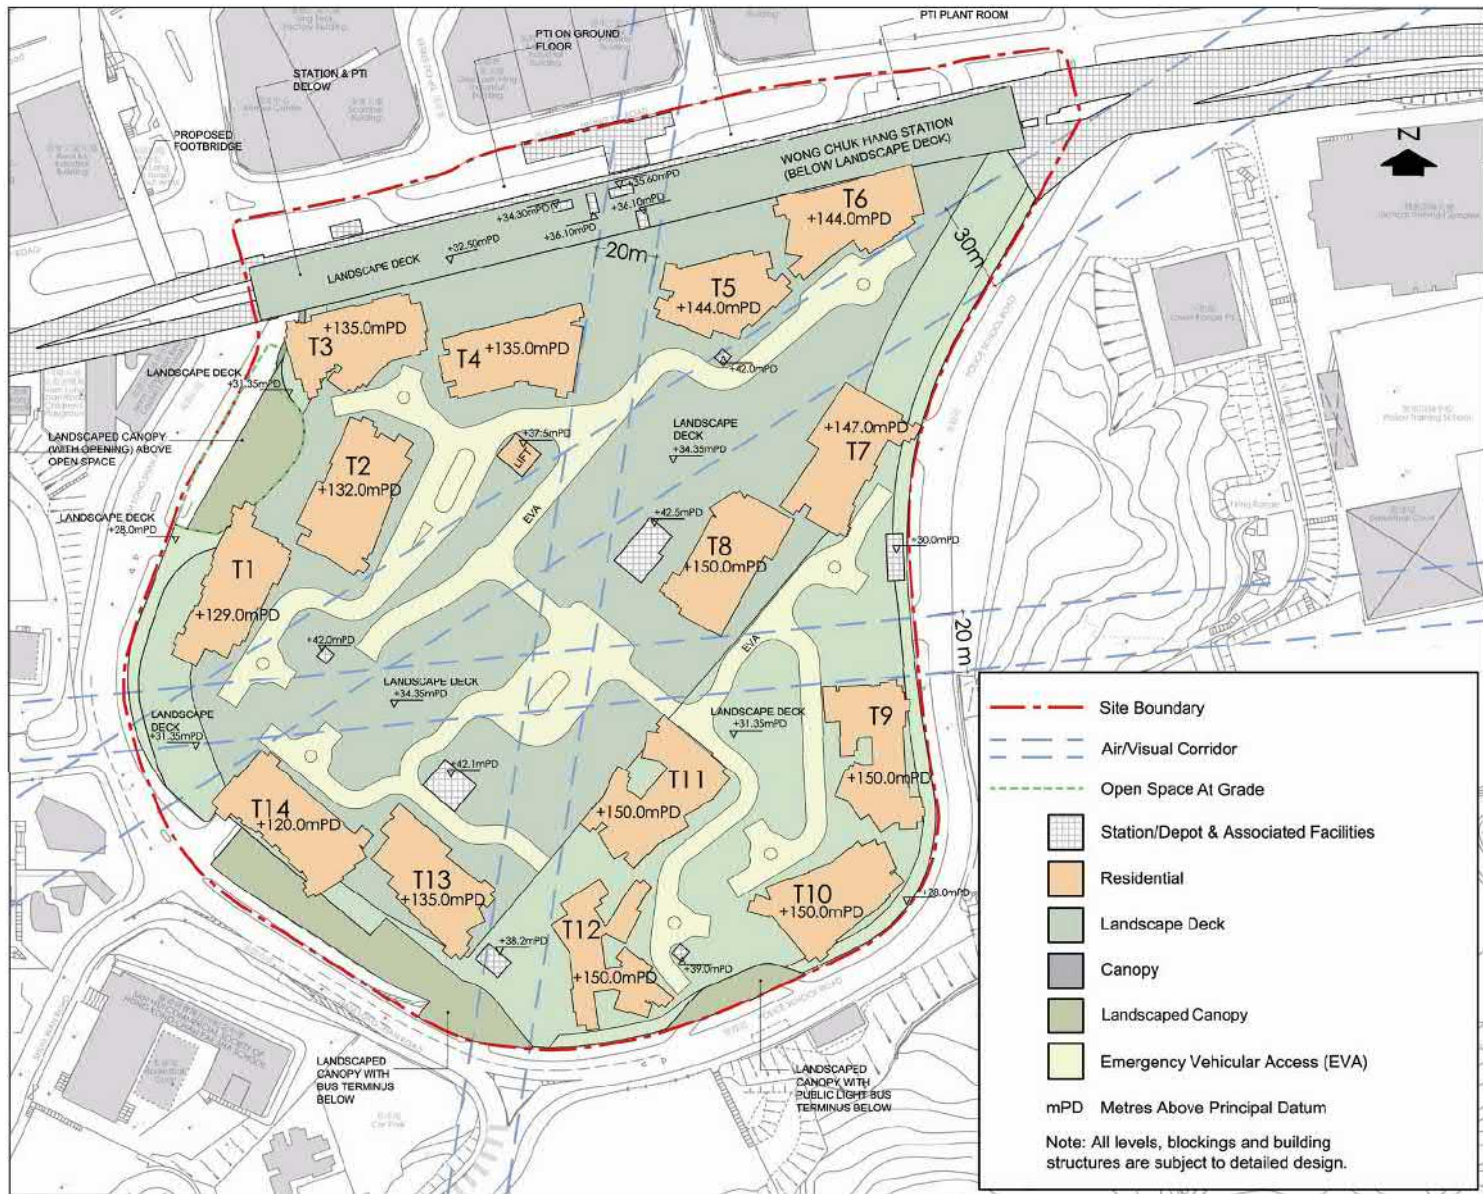 PTI PLANT ROOM
PTI ON GROUND
FLOOR
STATION & PTI
BELOW
PROPOSED
FOOTBRIDGE
WONG CHUK HANG STATION
(BELOW LANDSCAPE DECK)
Z
+35.60mPD
+34.30mPD
+36.10mPD
+36.10mPD
+32.50mPD
LANDSCAPE DECK
20m
30m
T6
+144.0mPD
T5
+144.0mPD
T3
+135.0mPD
T4
+135.0mPD
+42.0mPD
LANDSCAPE DECK
+31.35mPD
LANDSCAPED CANOPY
(WITH OPENING) ABOVE
OPEN SPACE
+37.5mPD
LIFT
LANDSCAPE
DECK
+34.35mPD
T7
+147.0mPD
T2
+132.0mPD
EVA
+42.5mPD
LANDSCAPE DECK
+28.0mPD
T8
+150.0mPD
+30.0mPD
T1
+129.0mPD
+42.0mPD
EVA
20 m
POLICE SCHOOL ROAD
LANDSCAPE DECK
+34.35mPD
LANDSCAPE
DECK
+31.35mPD
LANDSCAPE DECK
+31.35mPD
T9
+150.0mPD
+42.1mPD
T11
+150.0mPD
T14
+120.0mPD
T13
+135.0mPD
T10
+150.0mPD
+28.0mPD
T12
+150.0mPD
+38.2mPD
+39.0mPD
LANDSCAPED
CANOPY WITH
BUS TERMINUS
BELOW
LANDSCAPED
CANOPY WITH
PUBLIC LIGHT BUS
TERMINUS BELOW
Site Boundary
Air/Visual Corridor
Open Space At Grade
Station/Depot & Associated Facilities
Residential
Landscape Deck
Canopy
Landscaped Canopy
Emergency Vehicular Access (EVA)
mPD Metres Above Principal Datum
Note: All levels, blockings and building
structures are subject to detailed design.